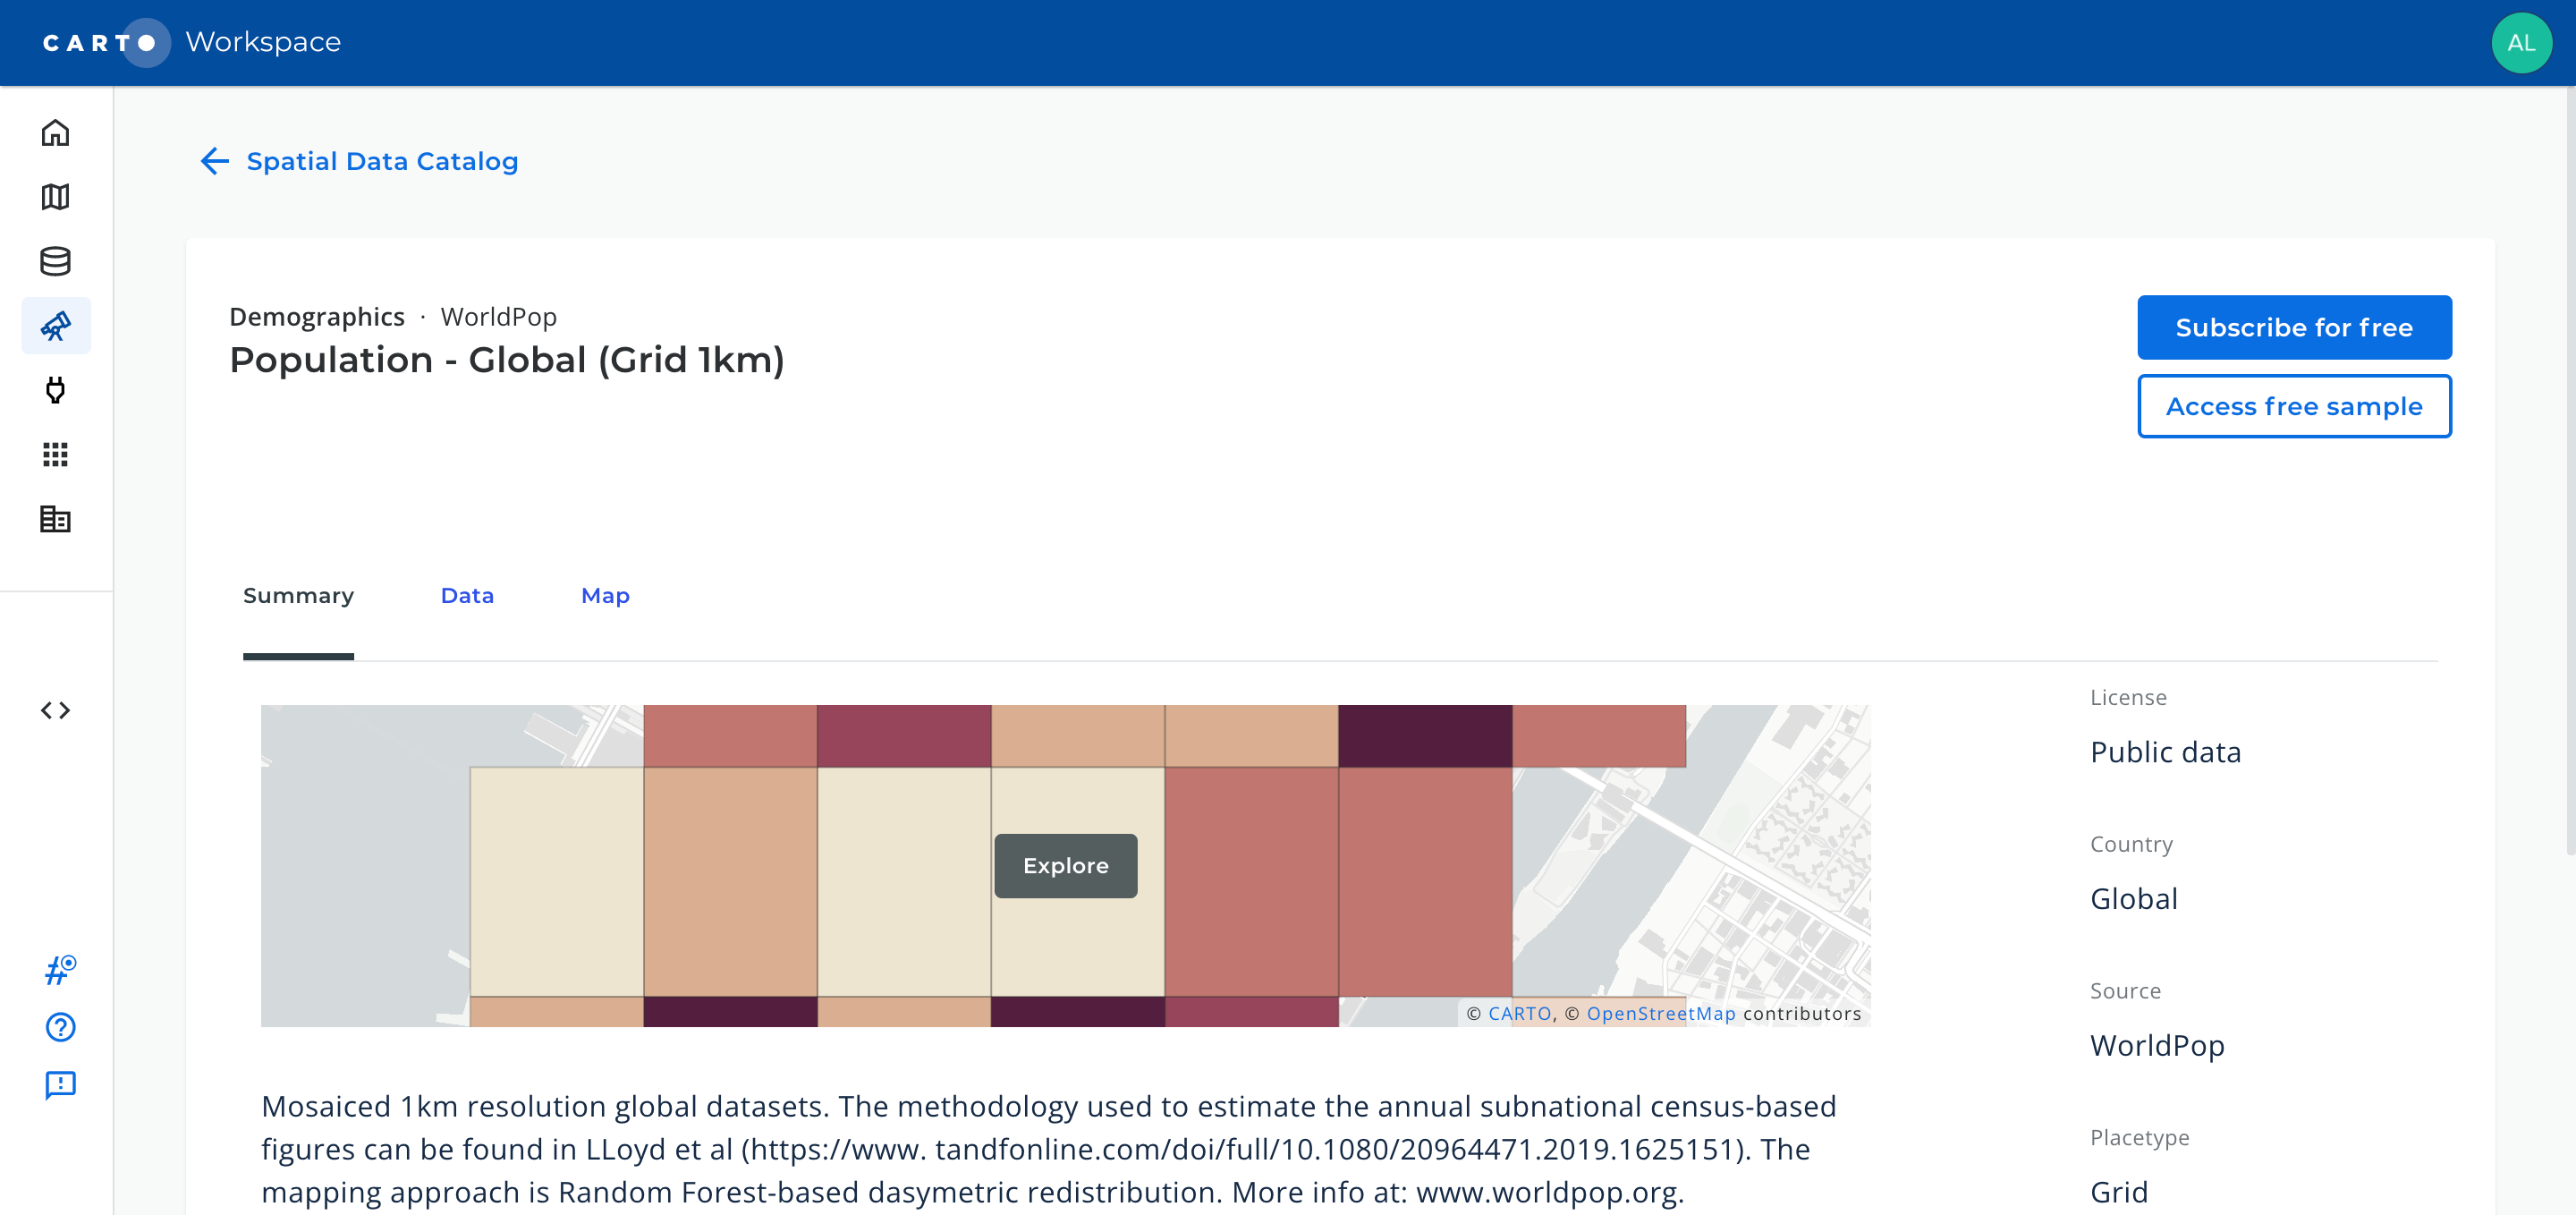 CARTO Workspace
AL
Spatial Data Catalog
Demographics · WorldPop
Population - Global (Grid 1km)
Subscribe for free
Access free sample
Summary
Data
Map
Explore
© CARTO, © OpenStreetMap contributors
License
Public data
Country
Global
Source
WorldPop
Placetype
Grid
Mosaiced 1km resolution global datasets. The methodology used to estimate the annual subnational census-based
figures can be found in LLoyd et al (https://www. tandfonline.com/doi/full/10.1080/20964471.2019.1625151). The
mapping approach is Random Forest-based dasymetric redistribution. More info at: www.worldpop.org.